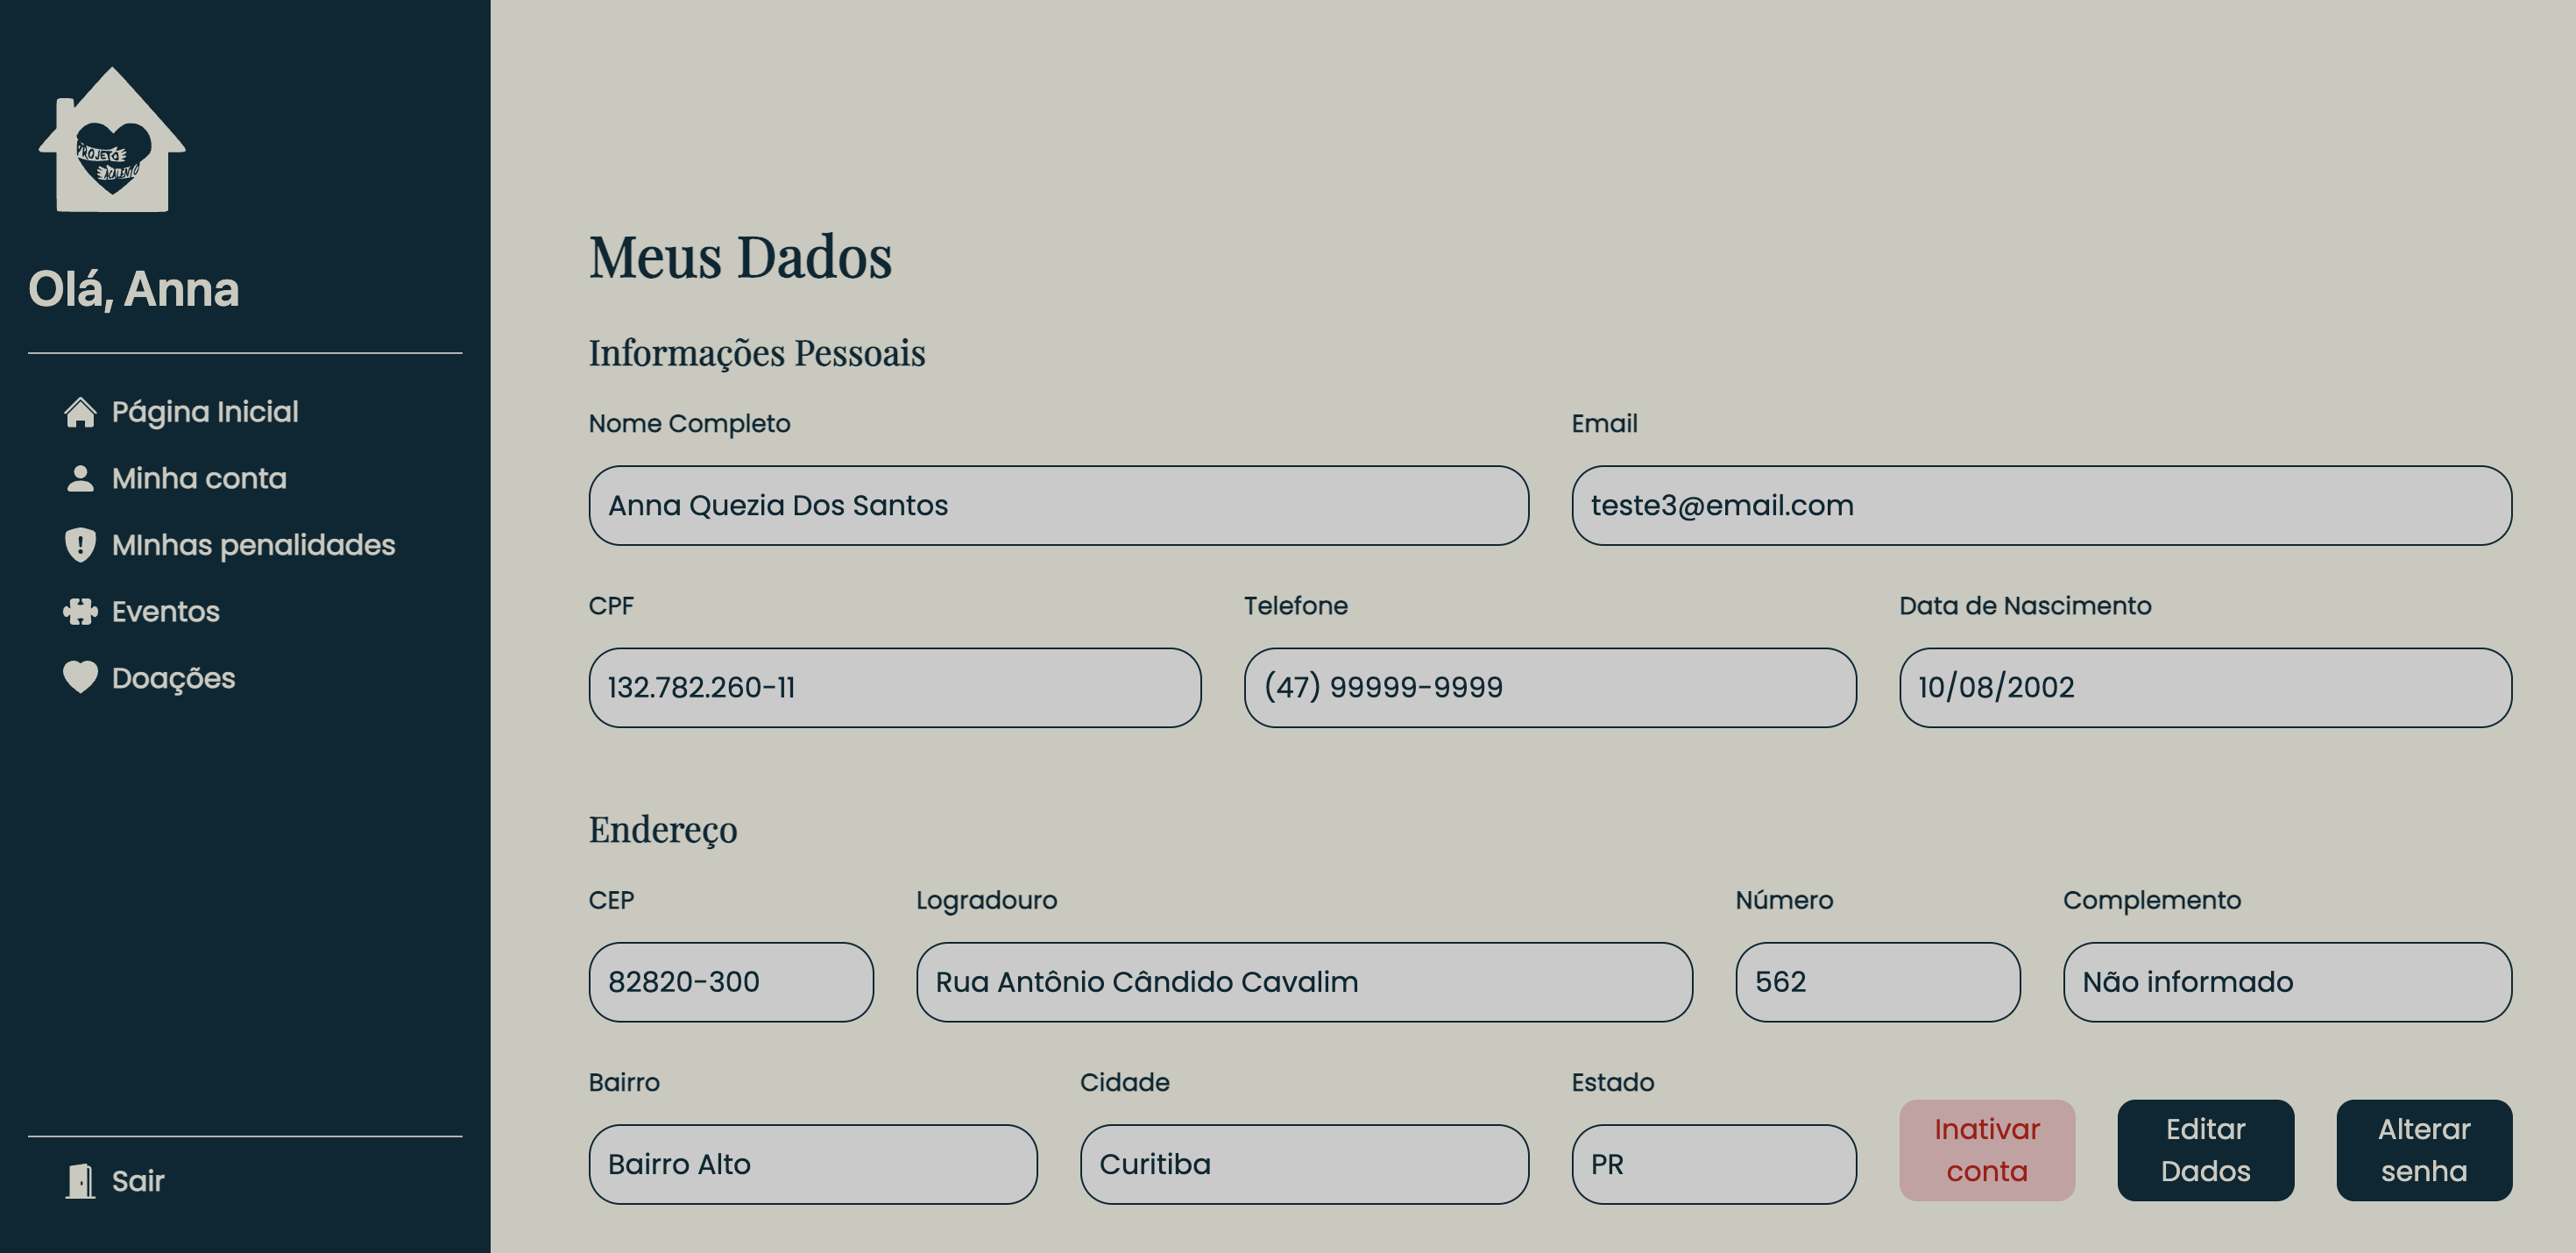 PROJETO
ACALENTO
Olá, Anna
Página Inicial
Minha conta
MInhas penalidades
Eventos
Doações
Sair
Meus Dados
Informações Pessoais
Nome Completo
Email
Anna Quezia Dos Santos
teste3@email.com
CPF
Telefone
Data de Nascimento
132.782.260-11
(47) 99999-9999
10/08/2002
Endereço
CEP
Logradouro
Número
Complemento
82820-300
Rua Antônio Cândido Cavalim
562
Não informado
Bairro
Cidade
Estado
Bairro Alto
Curitiba
PR
Inativar
conta
Editar
Dados
Alterar
senha